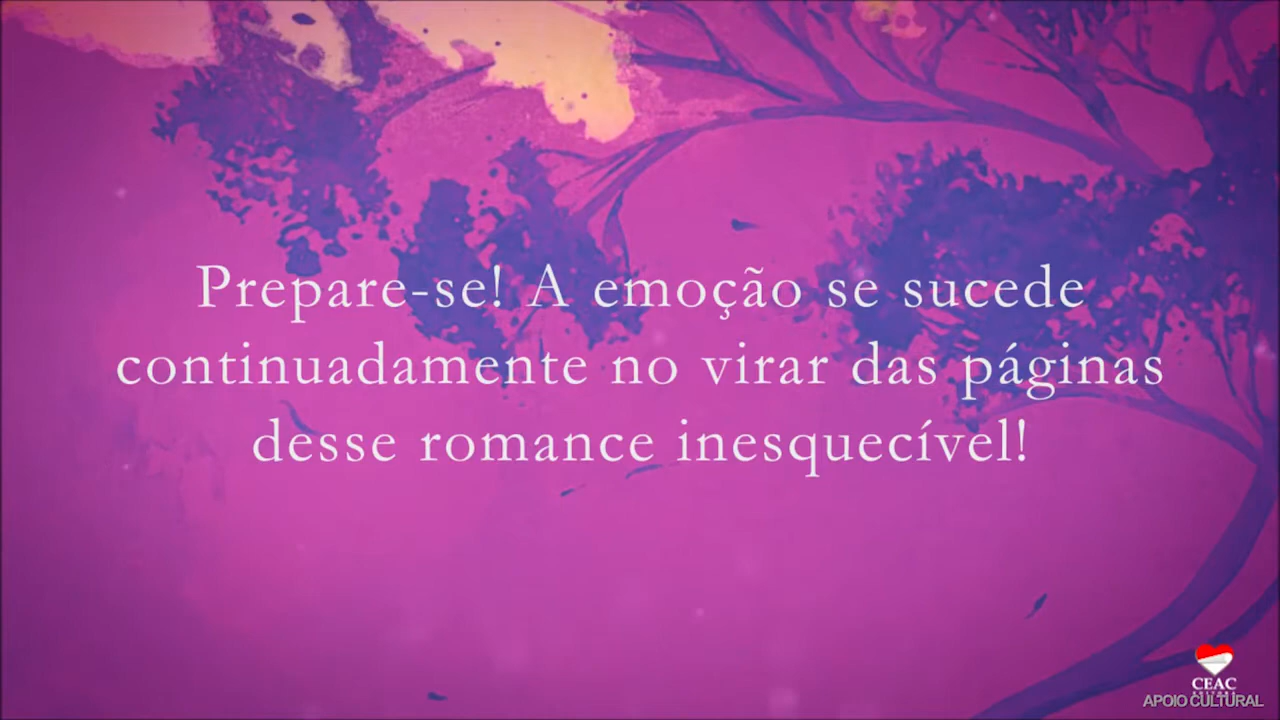 Prepare-se! A emoção se sucede
continuadamente no virar das páginas
desse romance inesquecível!
CEAC
APOIO CULTURAL